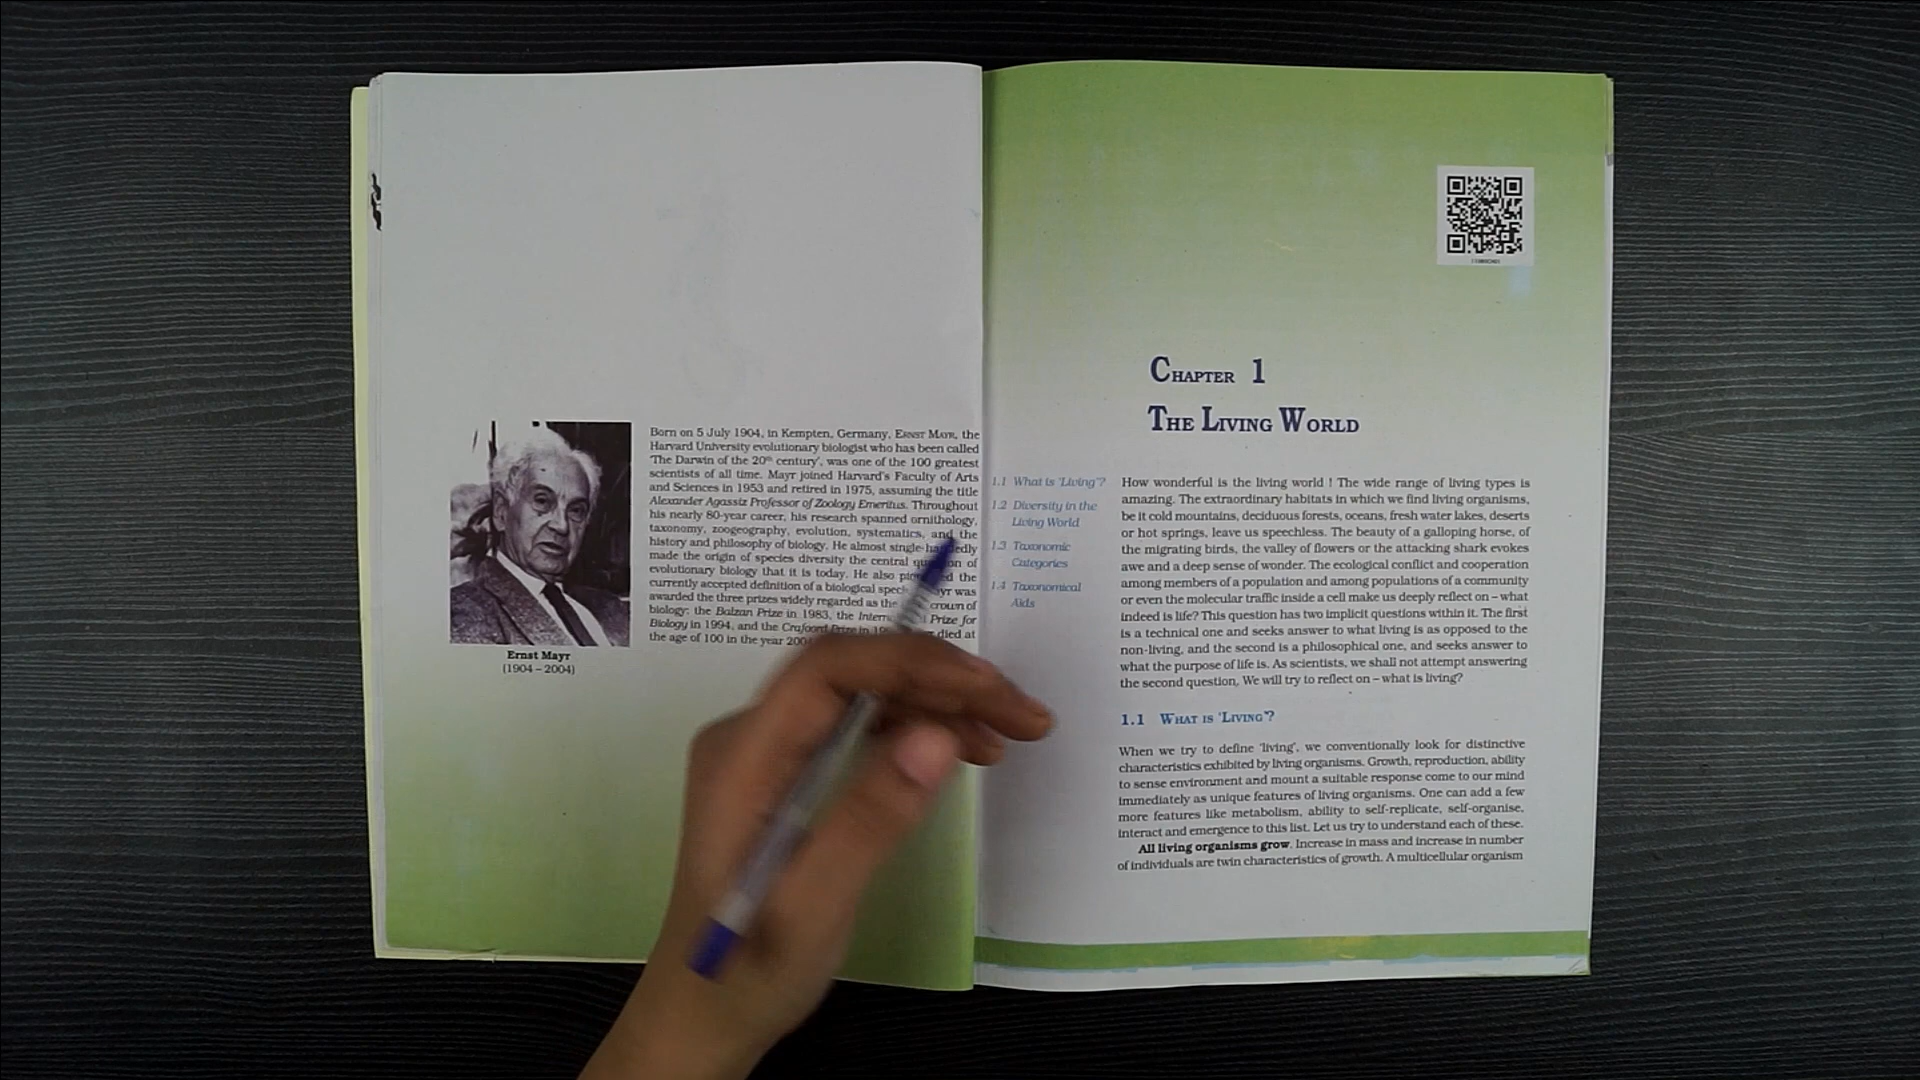 Born on 5 July 1904, in Kempten, Germany, ERNST MAYR, the
Harvard University evolutionary biologist who has been called
'The Darwin of the 20th century', was one of the 100 greatest
scientists of all time. Mayr joined Harvard's Faculty of Arts
and Sciences in 1953 and retired in 1975, assuming the title
Alexander Agassiz Professor of Zoology Emeritus. Throughout
his nearly 80-year career, his research spanned ornithology,
taxonomy, zoogeography, evolution, systematics, and the
history and philosophy of biology. He almost single-handedly
made the origin of species diversity the central of
evolutionary biology that it is today. He also the
currently accepted definition of a biological was
awarded the three prizes widely regarded as the crown of
biology: the Balzan Prize in 1983, the Prize for
Biology in 1994, and the Crafoord Prize in died at
the age of 100 in the year
Ernst Mayr
(1904 – 2004)
CHAPTER 1
THE LIVING WORLD
1.1 What is 'Living'?
1.2 Diversity in the
Living World
1.3 Taxonomic
Categories
1.4 Taxonomical
Aids
How wonderful is the living world ! The wide range of living types is
amazing. The extraordinary habitats in which we find living organisms,
be it cold mountains, deciduous forests, oceans, fresh water lakes, deserts
or hot springs, leave us speechless. The beauty of a galloping horse, of
the migrating birds, the valley of flowers or the attacking shark evokes
awe and a deep sense of wonder. The ecological conflict and cooperation
among members of a population and among populations of a community
or even the molecular traffic inside a cell make us deeply reflect on – what
indeed is life? This question has two implicit questions within it. The first
is a technical one and seeks answer to what living is as opposed to the
non-living, and the second is a philosophical one, and seeks answer to
what the purpose of life is. As scientists, we shall not attempt answering
the second question. We will try to reflect on – what is living?
1.1 WHAT IS 'LIVING'?
When we try to define 'living', we conventionally look for distinctive
characteristics exhibited by living organisms. Growth, reproduction, ability
to sense environment and mount a suitable response come to our mind
immediately as unique features of living organisms. One can add a few
more features like metabolism, ability to self-replicate, self-organise,
interact and emergence to this list. Let us try to understand each of these.
All living organisms grow. Increase in mass and increase in number
of individuals are twin characteristics of growth. A multicellular organism